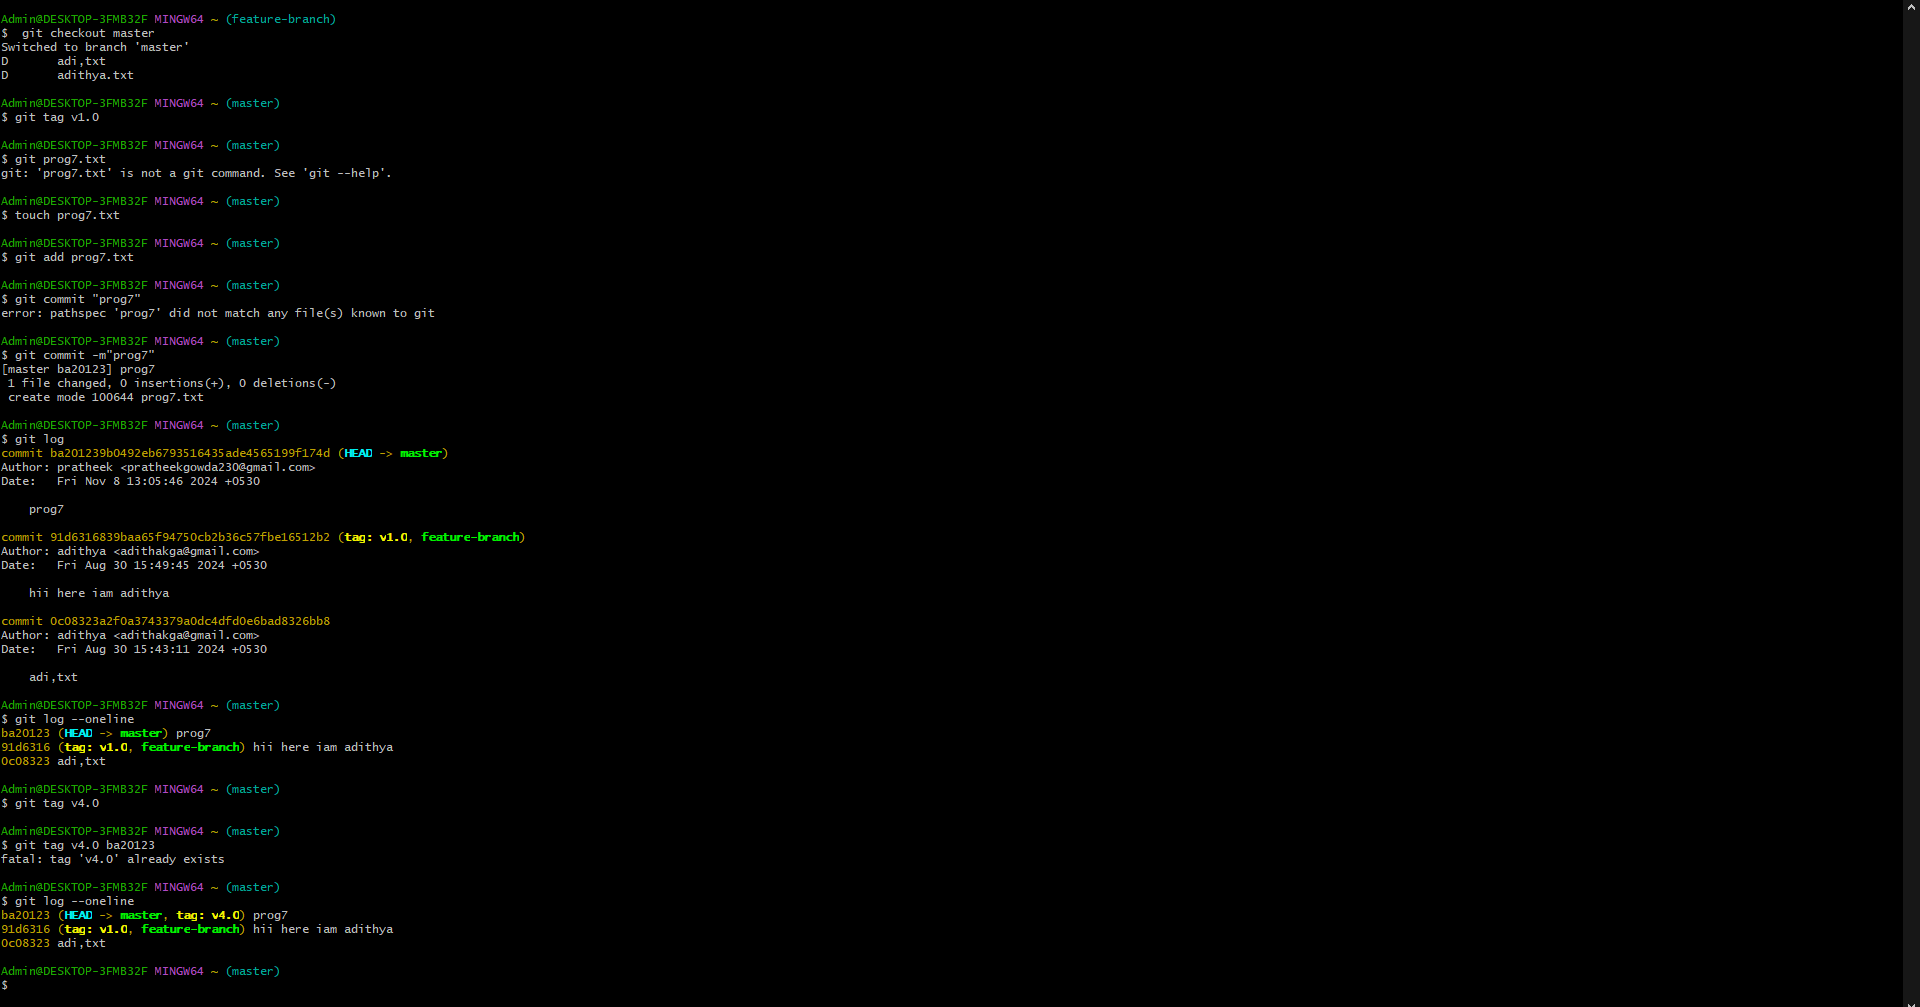 Admin@DESKTOP-3FMB32F MINGW64 ~ (feature-branch)
$  git checkout master
Switched to branch 'master'
D       adi,txt
D       adithya.txt
Admin@DESKTOP-3FMB32F MINGW64 ~ (master)
$ git tag v1.0
Admin@DESKTOP-3FMB32F MINGW64 ~ (master)
$ git prog7.txt
git: 'prog7.txt' is not a git command. See 'git --help'.
Admin@DESKTOP-3FMB32F MINGW64 ~ (master)
$ touch prog7.txt
Admin@DESKTOP-3FMB32F MINGW64 ~ (master)
$ git add prog7.txt
Admin@DESKTOP-3FMB32F MINGW64 ~ (master)
$ git commit "prog7"
error: pathspec 'prog7' did not match any file(s) known to git
Admin@DESKTOP-3FMB32F MINGW64 ~ (master)
$ git commit -m"prog7"
[master ba20123] prog7
 1 file changed, 0 insertions(+), 0 deletions(-)
 create mode 100644 prog7.txt
Admin@DESKTOP-3FMB32F MINGW64 ~ (master)
$ git log
commit ba201239b0492eb6793516435ade4565199f174d (HEAD -> master)
Author: pratheek <pratheekgowda230@gmail.com>
Date:   Fri Nov 8 13:05:46 2024 +0530
    prog7
commit 91d6316839baa65f94750cb2b36c57fbe16512b2 (tag: v1.0, feature-branch)
Author: adithya <adithakga@gmail.com>
Date:   Fri Aug 30 15:49:45 2024 +0530
    hii here iam adithya
commit 0c08323a2f0a3743379a0dc4dfd0e6bad8326bb8
Author: adithya <adithakga@gmail.com>
Date:   Fri Aug 30 15:43:11 2024 +0530
    adi,txt
Admin@DESKTOP-3FMB32F MINGW64 ~ (master)
$ git log --oneline
ba20123 (HEAD -> master) prog7
91d6316 (tag: v1.0, feature-branch) hii here iam adithya
0c08323 adi,txt
Admin@DESKTOP-3FMB32F MINGW64 ~ (master)
$ git tag v4.0
Admin@DESKTOP-3FMB32F MINGW64 ~ (master)
$ git tag v4.0 ba20123
fatal: tag 'v4.0' already exists
Admin@DESKTOP-3FMB32F MINGW64 ~ (master)
$ git log --oneline
ba20123 (HEAD -> master, tag: v4.0) prog7
91d6316 (tag: v1.0, feature-branch) hii here iam adithya
0c08323 adi,txt
Admin@DESKTOP-3FMB32F MINGW64 ~ (master)
$